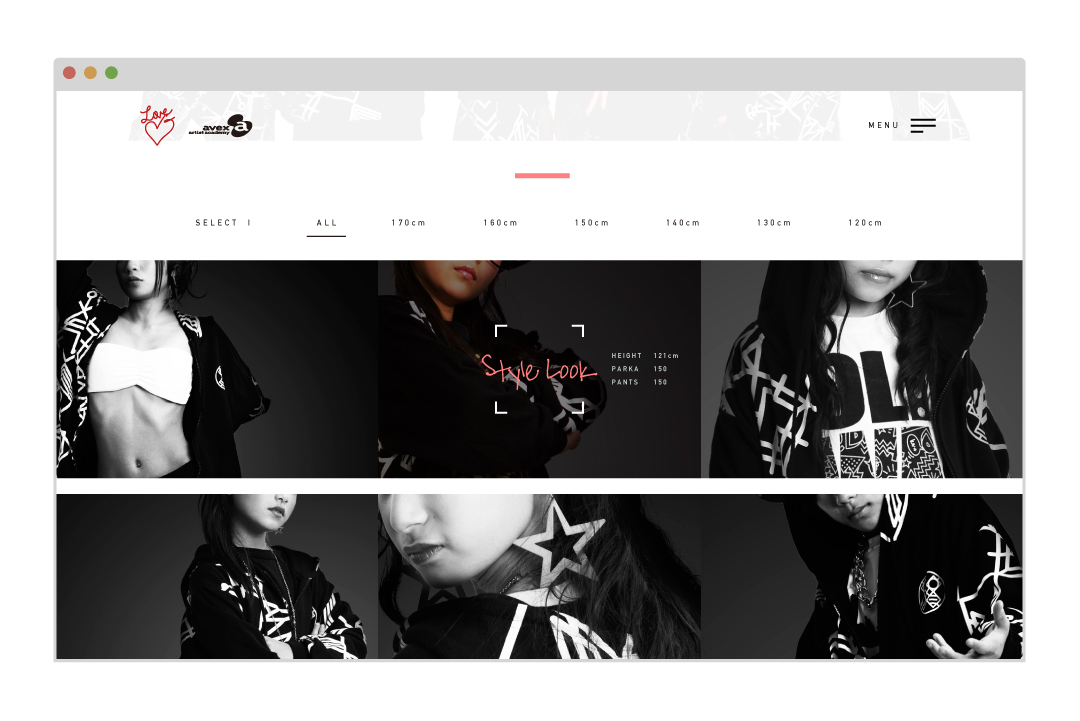 Love
avex
artist academy
a
MENU
SELECT | ALL 170cm 160cm 150cm 140cm 130cm 120cm
Style Look
HEIGHT 121cm
PARKA 150
PANTS 150